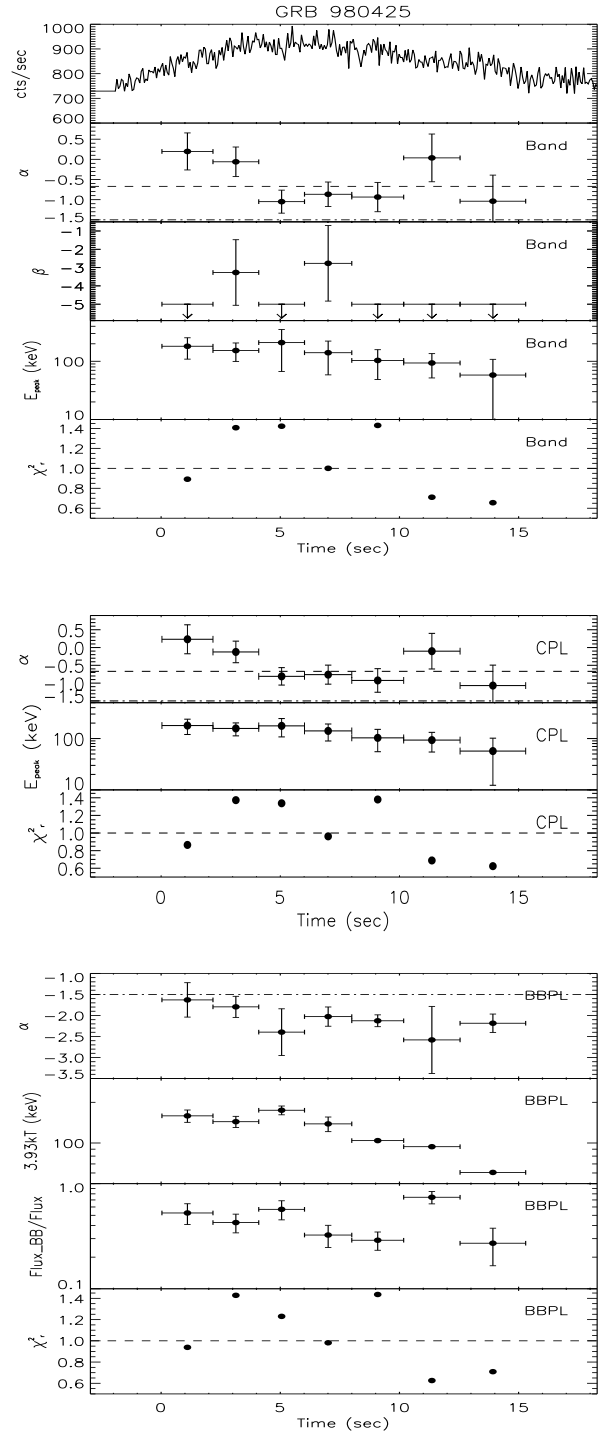 GRB 980425
1000
900
800
700
600
cts/sec
0.5
0.0
−0.5
−1.0
−1.5
α
Band
−1
−2
−3
−4
−5
β
Band
100
10
E_peak (keV)
Band
1.4
1.2
1.0
0.8
0.6
χ²_r
Band
0 5 10 15
Time (sec)
0.5
0.0
−0.5
−1.0
−1.5
α
CPL
100
10
E_peak (keV)
CPL
1.4
1.2
1.0
0.8
0.6
χ²_r
CPL
0 5 10 15
Time (sec)
−1.0
−1.5
−2.0
−2.5
−3.0
−3.5
α
BBPL
100
3.93kT (keV)
BBPL
1.0
0.1
Flux_BB/Flux
BBPL
1.4
1.2
1.0
0.8
0.6
χ²_r
BBPL
0 5 10 15
Time (sec)